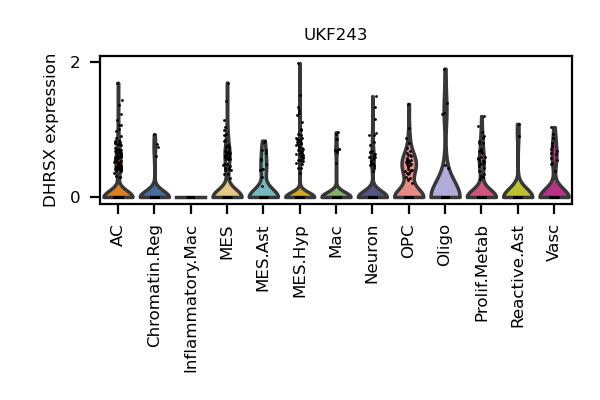 UKF243
DHRSX expression
2
0
AC
Chromatin.Reg
Inflammatory.Mac
MES
MES.Ast
MES.Hyp
Mac
Neuron
OPC
Oligo
Prolif.Metab
Reactive.Ast
Vasc